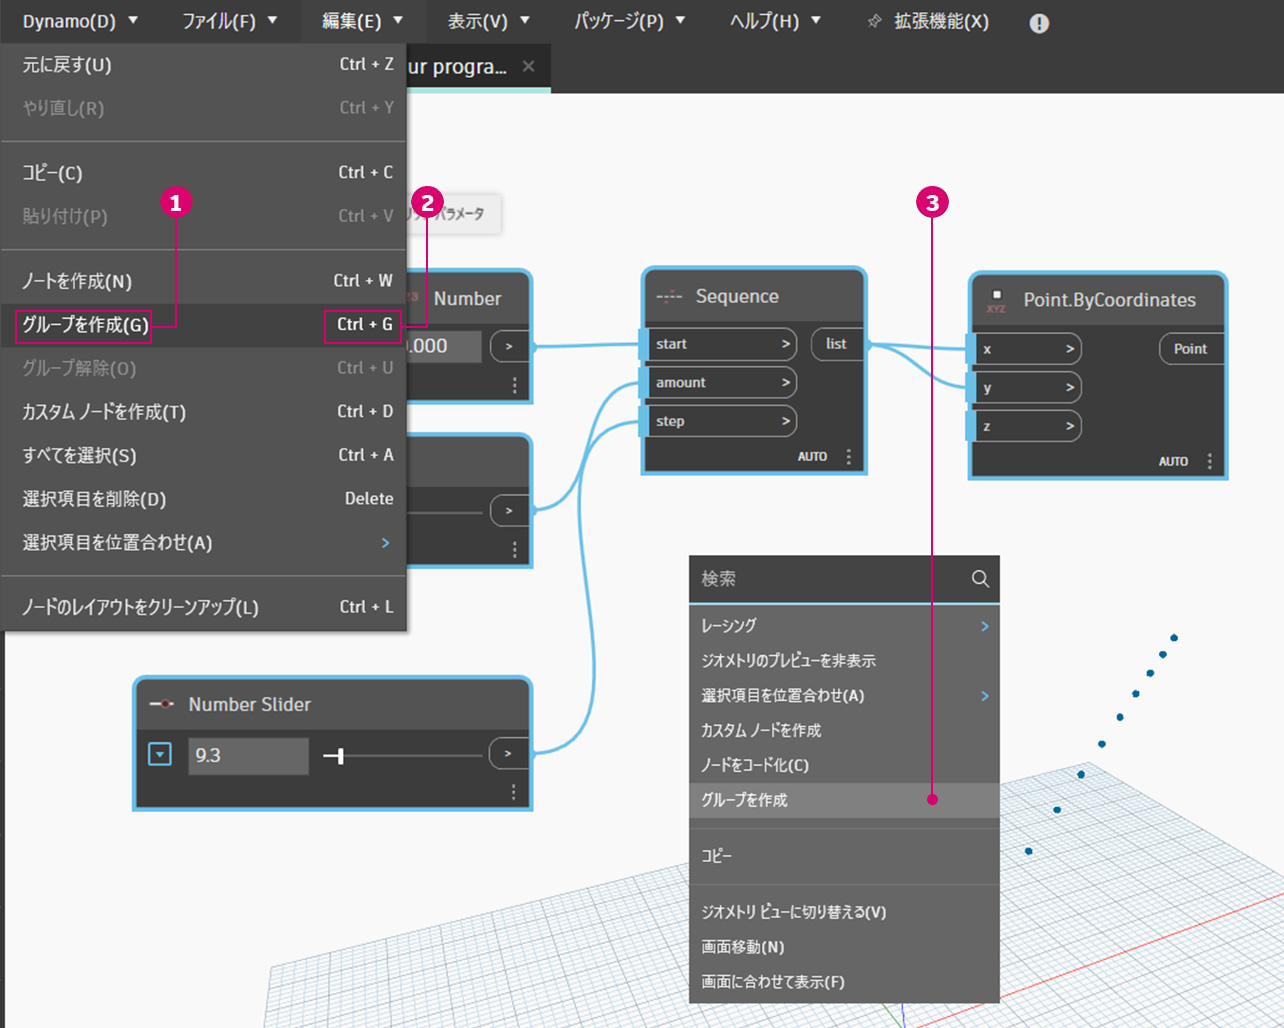 Dynamo(D) ファイル(F) 編集(E) 表示(V) パッケージ(P) ヘルプ(H) 拡張機能(X)
ur progra...
元に戻す(U) Ctrl + Z
やり直し(R) Ctrl + Y
コピー(C) Ctrl + C
貼り付け(P) Ctrl + V
ノートを作成(N) Ctrl + W
グループを作成(G) Ctrl + G
グループ解除(O) Ctrl + U
カスタム ノードを作成(T) Ctrl + D
すべてを選択(S) Ctrl + A
選択項目を削除(D) Delete
選択項目を位置合わせ(A) >
ノードのレイアウトをクリーンアップ(L) Ctrl + L
1
2
3
パラメータ
Number
.000 >
>
Sequence
start > list
amount >
step >
AUTO
XYZ Point.ByCoordinates
x > Point
y >
z >
AUTO
Number Slider
9.3 >
検索
レーシング >
ジオメトリのプレビューを非表示
選択項目を位置合わせ(A) >
カスタム ノードを作成
ノードをコード化(C)
グループを作成
コピー
ジオメトリ ビューに切り替える(V)
画面移動(N)
画面に合わせて表示(F)